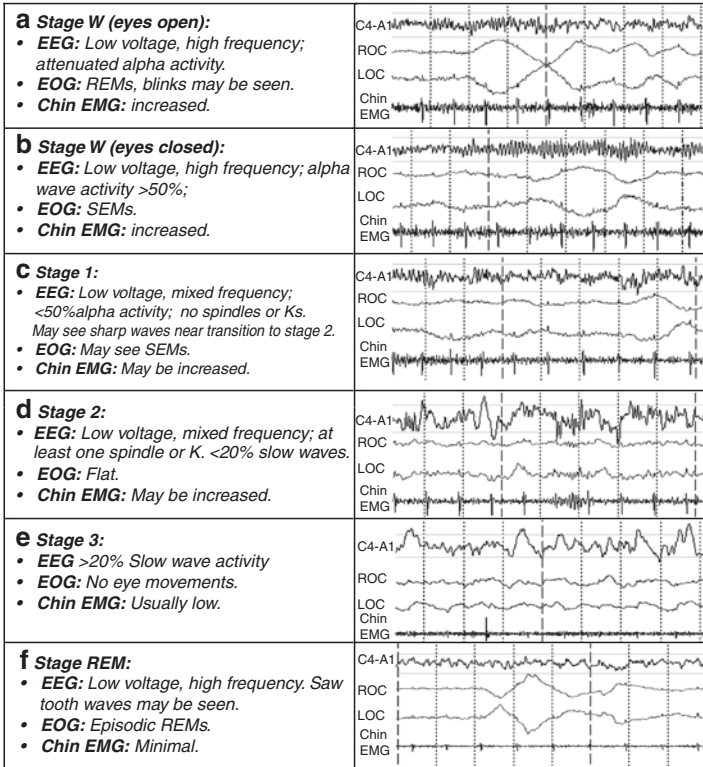 a Stage W (eyes open):
• EEG: Low voltage, high frequency;
attenuated alpha activity.
• EOG: REMs, blinks may be seen.
• Chin EMG: increased.
C4-A1
ROC
LOC
Chin
EMG
b Stage W (eyes closed):
• EEG: Low voltage, high frequency; alpha
wave activity >50%;
• EOG: SEMs.
• Chin EMG: increased.
C4-A1
ROC
LOC
Chin
EMG
c Stage 1:
• EEG: Low voltage, mixed frequency;
<50%alpha activity; no spindles or Ks.
May see sharp waves near transition to stage 2.
• EOG: May see SEMs.
• Chin EMG: May be increased.
C4-A1
ROC
LOC
Chin
EMG
d Stage 2:
• EEG: Low voltage, mixed frequency; at
least one spindle or K. <20% slow waves.
• EOG: Flat.
• Chin EMG: May be increased.
C4-A1
ROC
LOC
Chin
EMG
e Stage 3:
• EEG >20% Slow wave activity
• EOG: No eye movements.
• Chin EMG: Usually low.
C4-A1
ROC
LOC
Chin
EMG
f Stage REM:
• EEG: Low voltage, high frequency. Saw
tooth waves may be seen.
• EOG: Episodic REMs.
• Chin EMG: Minimal.
C4-A1
ROC
LOC
Chin
EMG